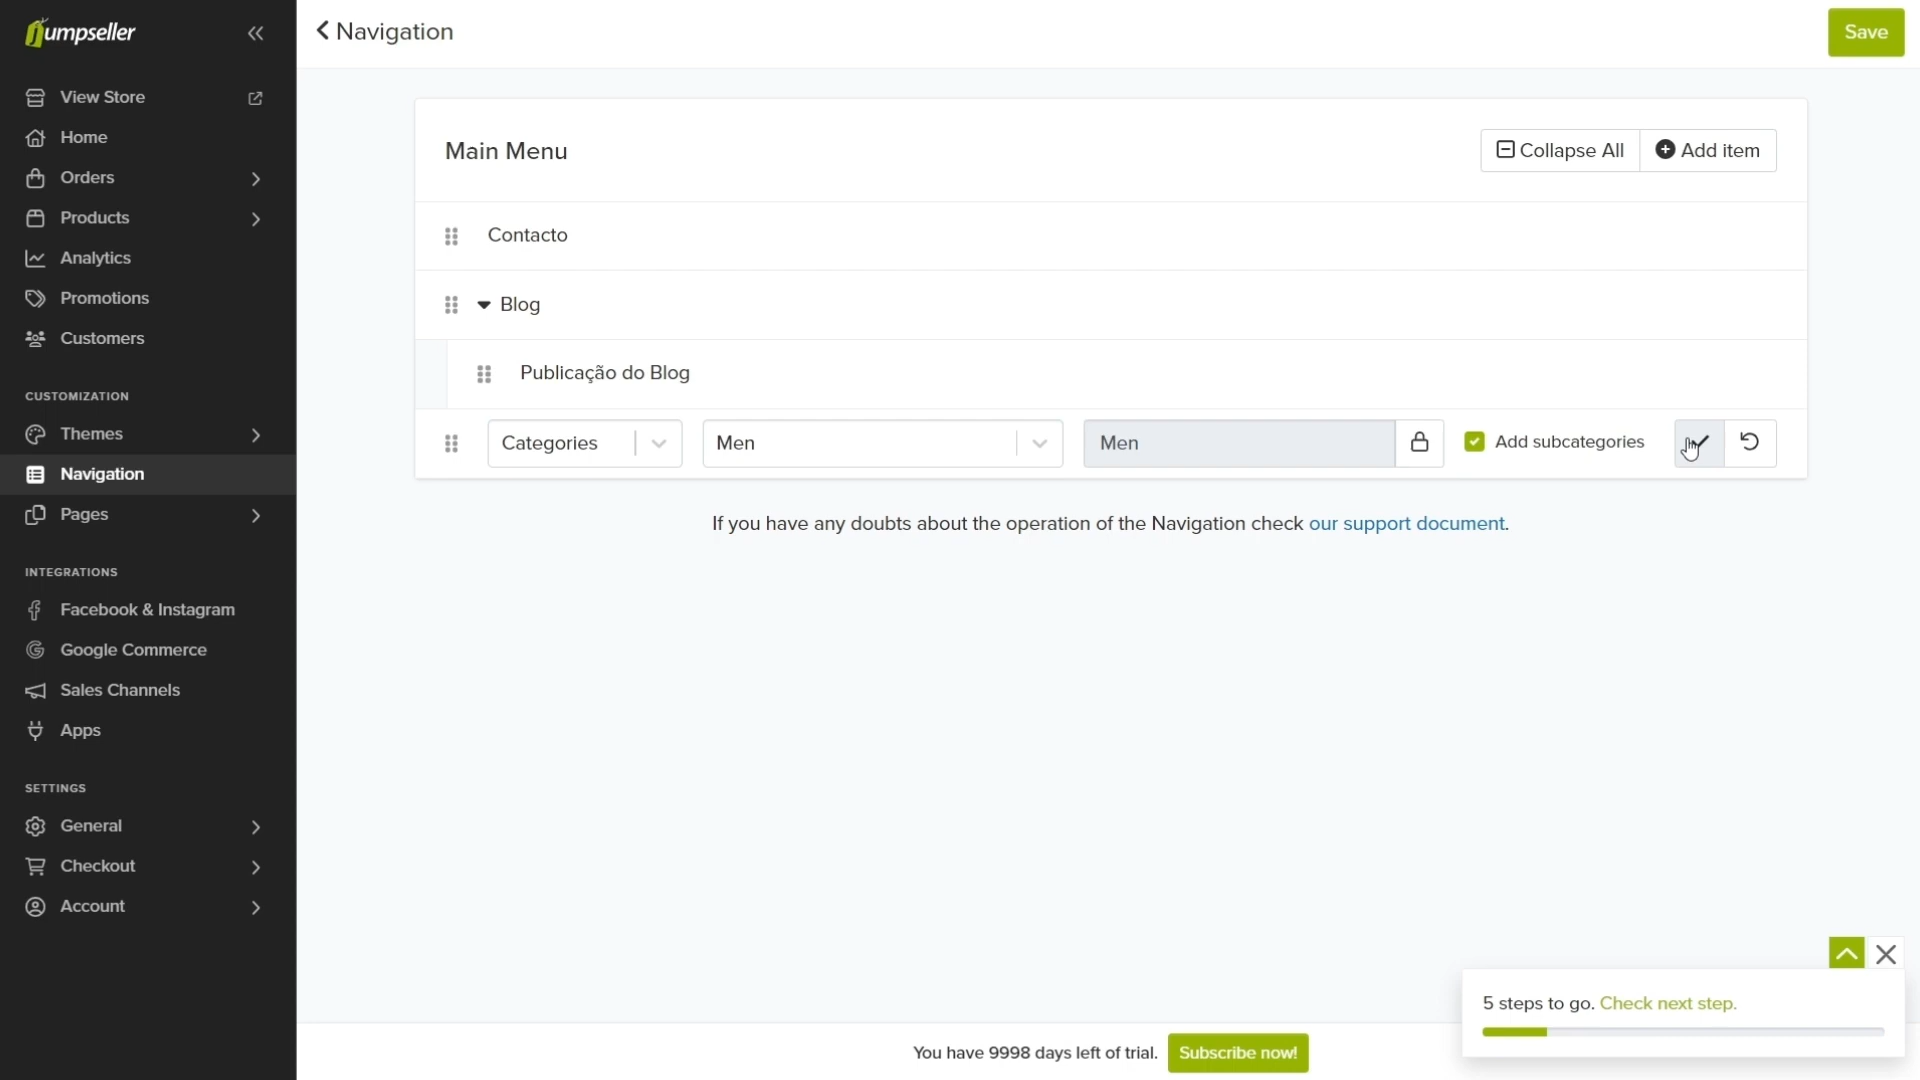 Jumpseller
Navigation
Save
View Store
Home
Orders
Products
Analytics
Promotions
Customers
CUSTOMIZATION
Themes
Navigation
Pages
INTEGRATIONS
Facebook & Instagram
Google Commerce
Sales Channels
Apps
SETTINGS
General
Checkout
Account
Main Menu
Collapse All
Add item
Contacto
Blog
Publicação do Blog
Categories
Men
Men
Add subcategories
If you have any doubts about the operation of the Navigation check our support document.
5 steps to go. Check next step.
You have 9998 days left of trial.
Subscribe now!